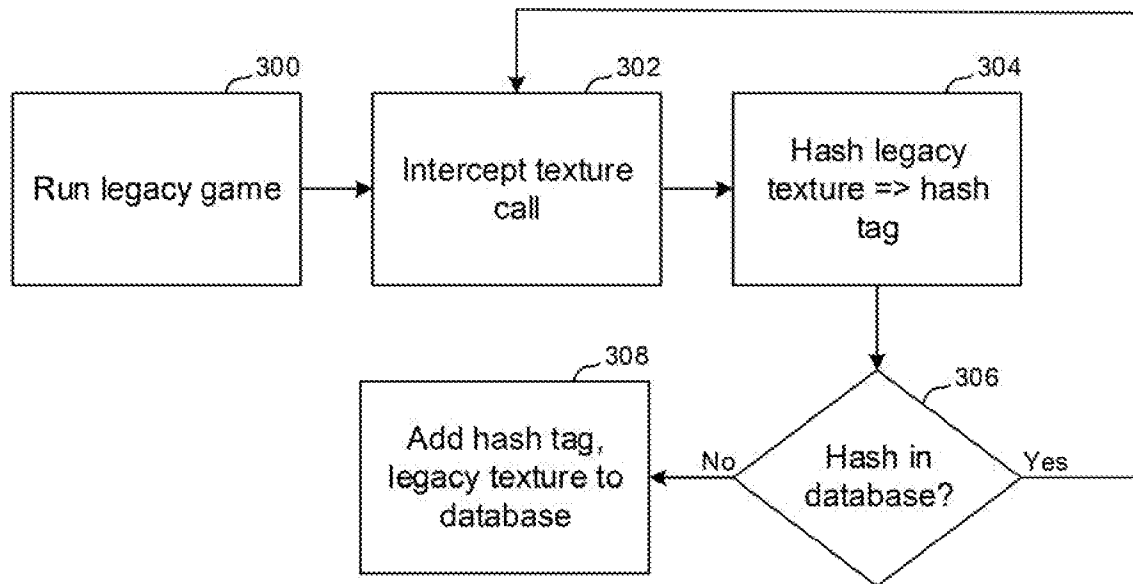 300
Run legacy game
302
Intercept texture
call
304
Hash legacy
texture => hash
tag
306
Hash in
database?
No
Yes
308
Add hash tag,
legacy texture to
database